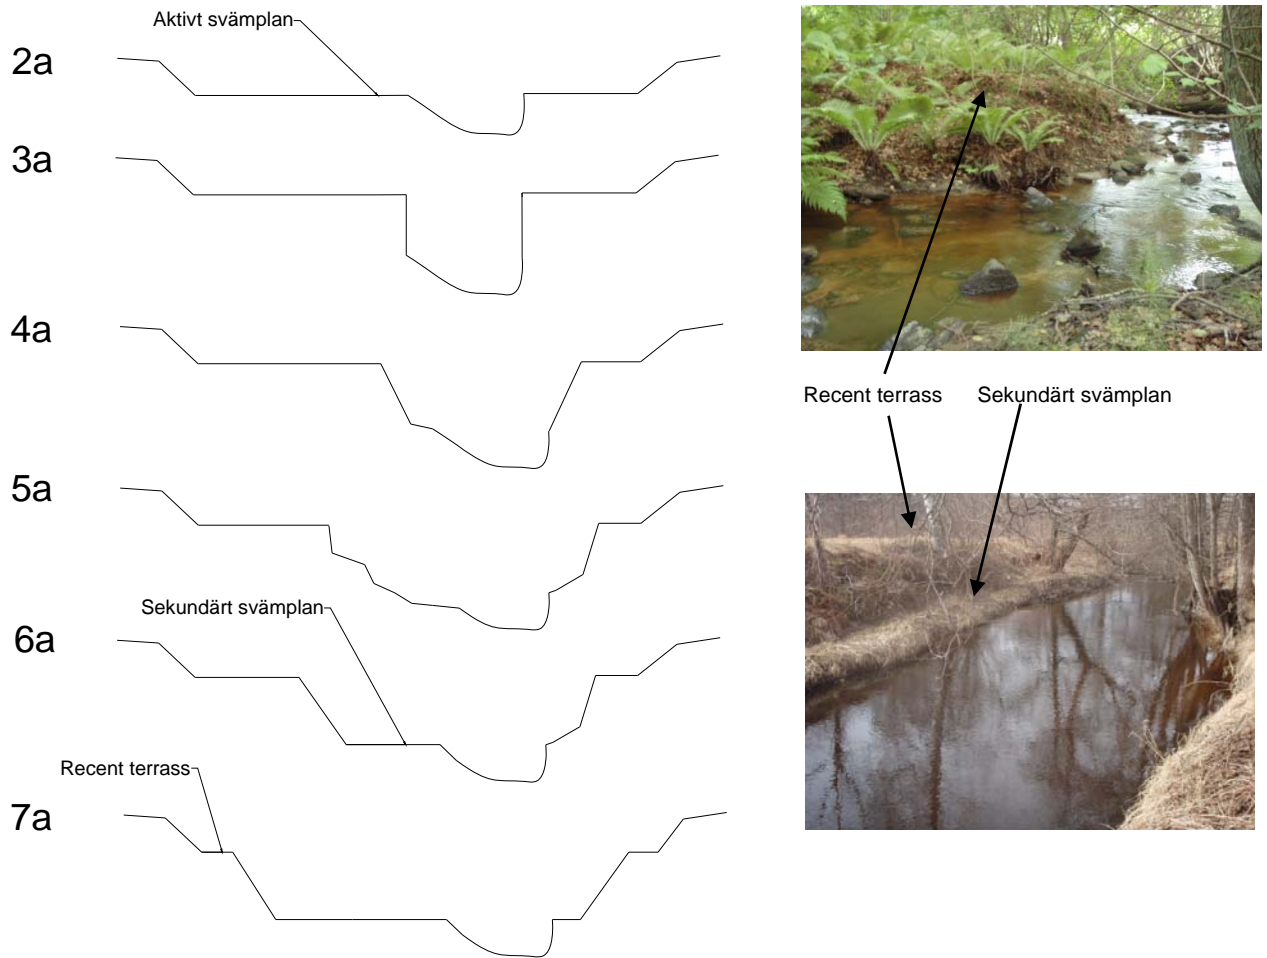 Aktivt svämplan
2a
3a
4a
5a
Sekundärt svämplan
6a
Recent terrass
7a
Recent terrass
Sekundärt svämplan